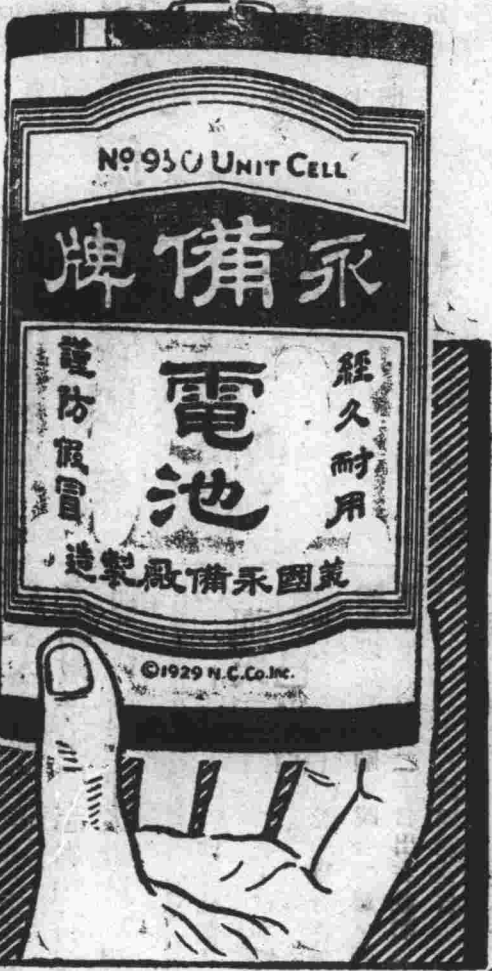 Nº 950 UNIT CELL
永備牌
經久耐用
電池
謹防假冒
美國永備廠製造
©1929 N.C.Co.Inc.